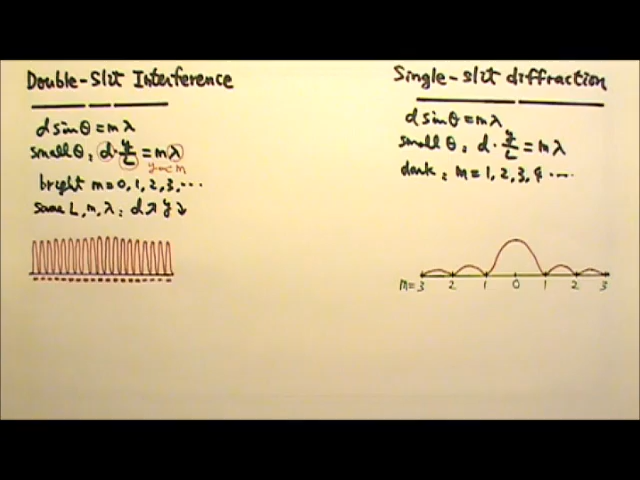 Double-Slit Interference
d sinθ = mλ
small θ: d·y/L = mλ
y ∝ m
bright m = 0, 1, 2, 3, ...
same L, m, λ: d↗ y↓
Single-slit diffraction
d sinθ = mλ
small θ: d·y/L = mλ
dark: m = 1, 2, 3, 4 ....
m= 3 2 1 0 1 2 3